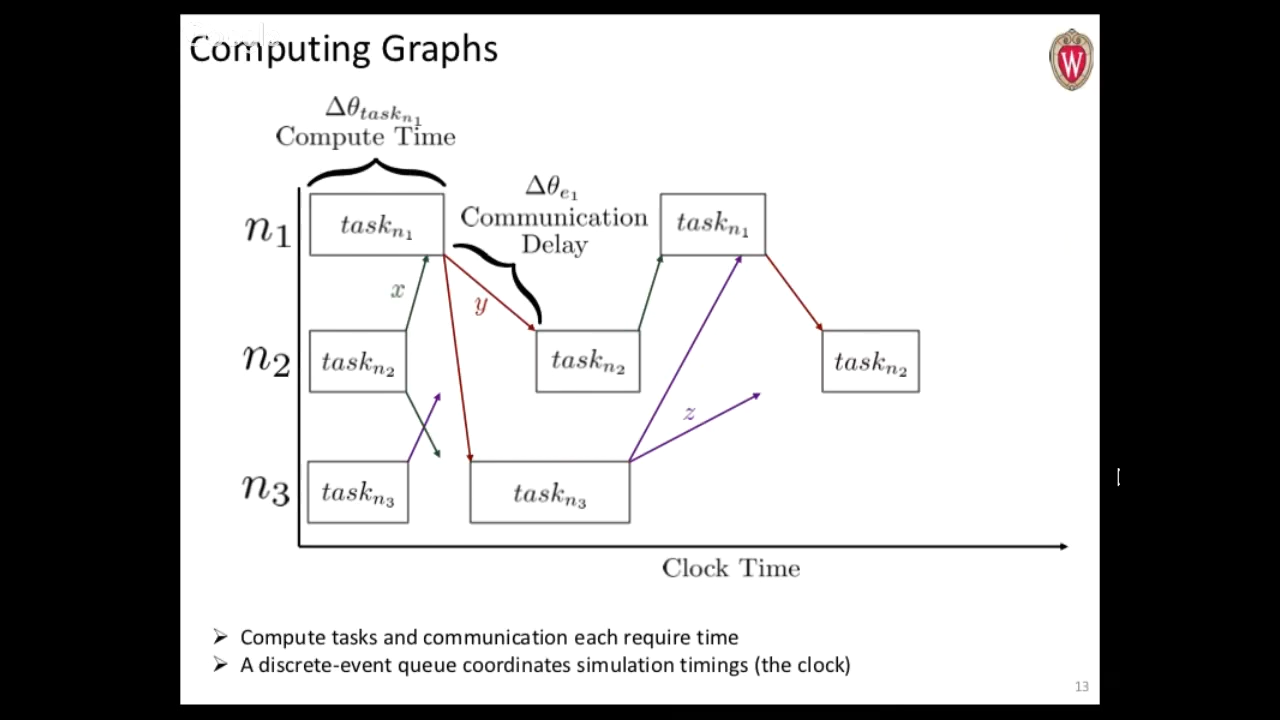 Computing Graphs
W
Δθ_{task_{n_1}}
Compute Time
Δθ_{e_1}
Communication
Delay
n_1
task_{n_1}
task_{n_1}
x
y
n_2
task_{n_2}
task_{n_2}
task_{n_2}
z
n_3
task_{n_3}
task_{n_3}
Clock Time
➢ Compute tasks and communication each require time
➢ A discrete-event queue coordinates simulation timings (the clock)
13